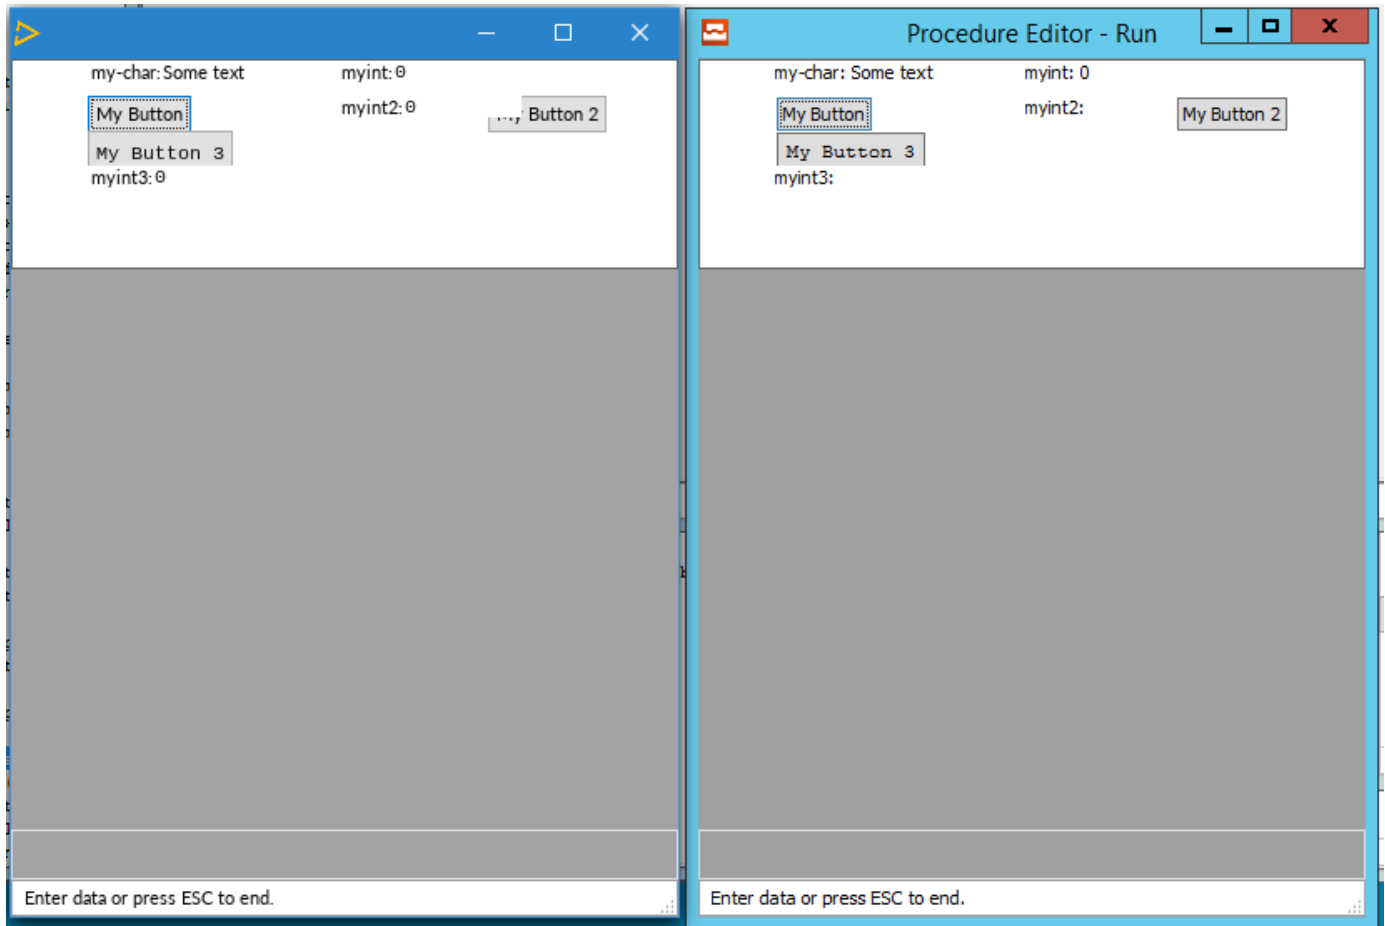 my-char: Some text myint: 0
My Button myint2: 0 Button 2
My Button 3
myint3: 0
Enter data or press ESC to end.
Procedure Editor - Run
my-char: Some text myint: 0
My Button myint2: My Button 2
My Button 3
myint3:
Enter data or press ESC to end.